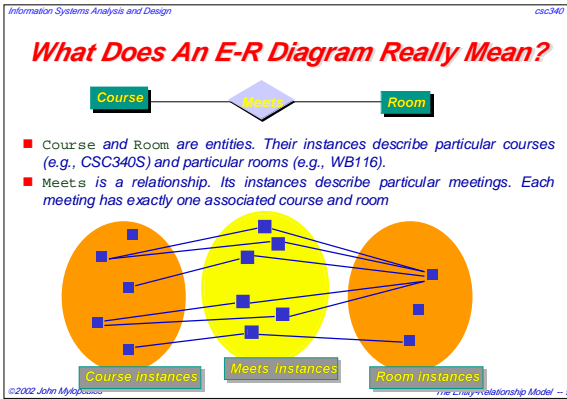 Information Systems Analysis and Design csc340
What Does An E-R Diagram Really Mean?
Course Meets Room
Course and Room are entities. Their instances describe particular courses
(e.g., CSC340S) and particular rooms (e.g., WB116).
Meets is a relationship. Its instances describe particular meetings. Each
meeting has exactly one associated course and room
Course instances Meets instances Room instances
©2002 John Mylopoulos The Entity-Relationship Model --